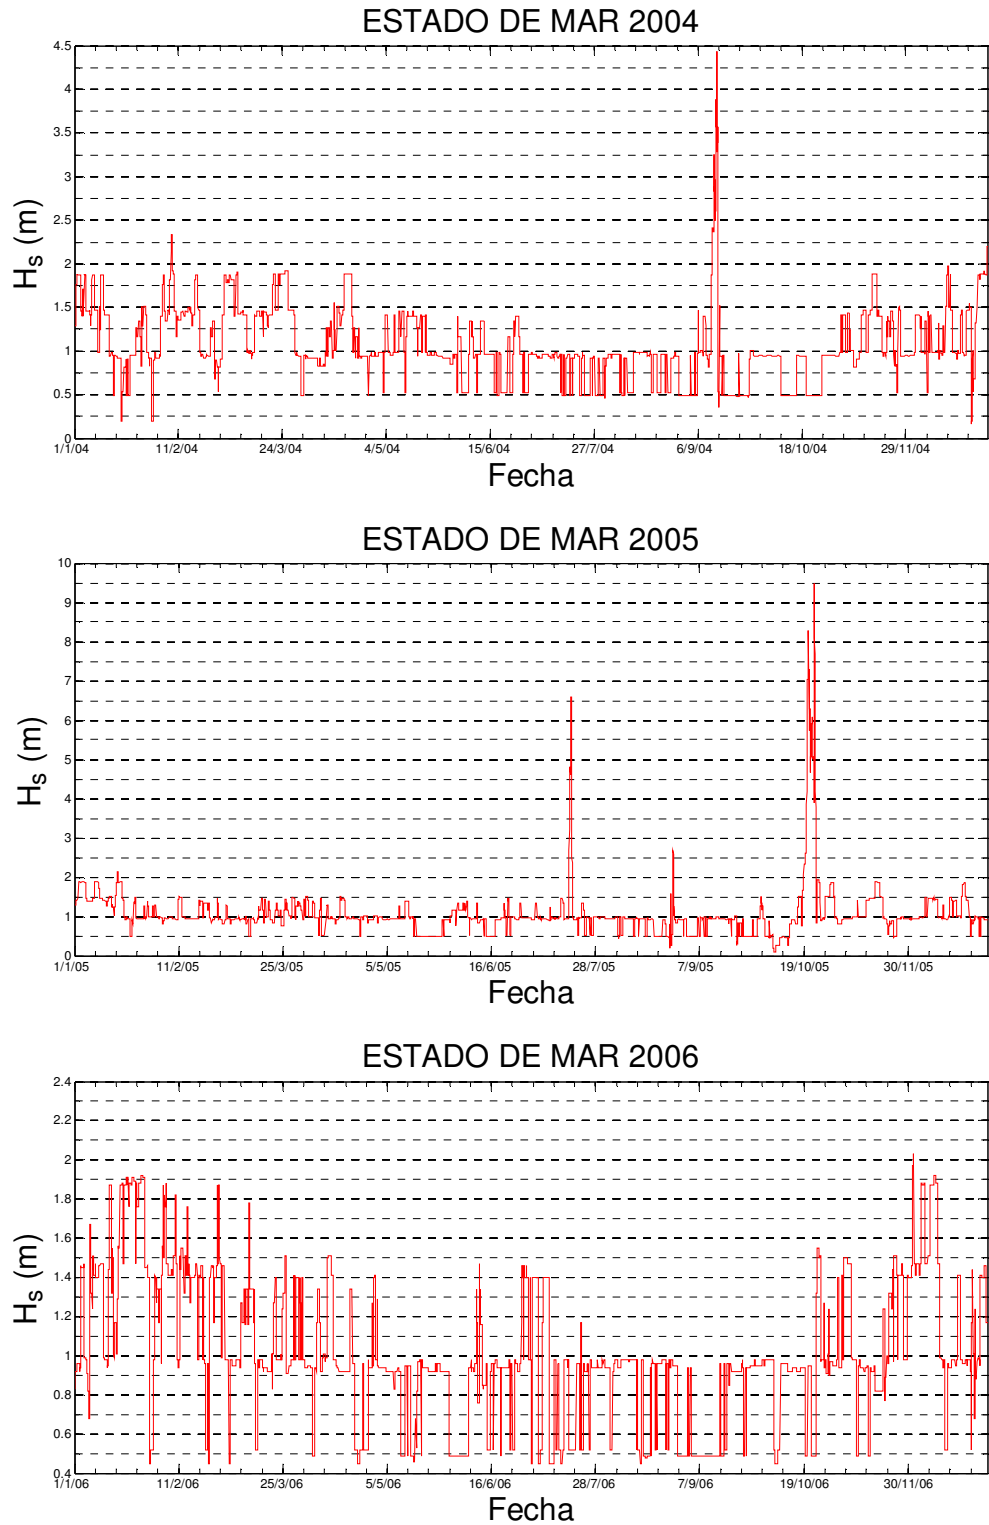 ESTADO DE MAR 2004
4.5
4
3.5
3
2.5
2
1.5
1
0.5
0
Hs (m)
1/1/04 11/2/04 24/3/04 4/5/04 15/6/04 27/7/04 6/9/04 18/10/04 29/11/04
Fecha
ESTADO DE MAR 2005
10
9
8
7
6
5
4
3
2
1
0
Hs (m)
1/1/05 11/2/05 25/3/05 5/5/05 16/6/05 28/7/05 7/9/05 19/10/05 30/11/05
Fecha
ESTADO DE MAR 2006
2.4
2.2
2
1.8
1.6
1.4
1.2
1
0.8
0.6
0.4
Hs (m)
1/1/06 11/2/06 25/3/06 5/5/06 16/6/06 28/7/06 7/9/06 19/10/06 30/11/06
Fecha